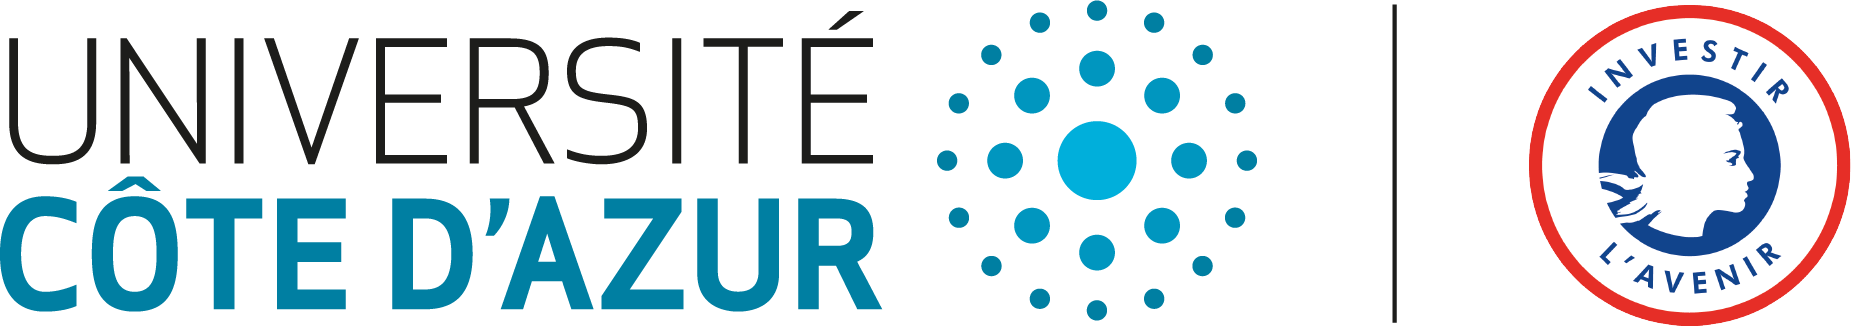 UNIVERSITÉ
CÔTE D'AZUR
INVESTIR
L'AVENIR